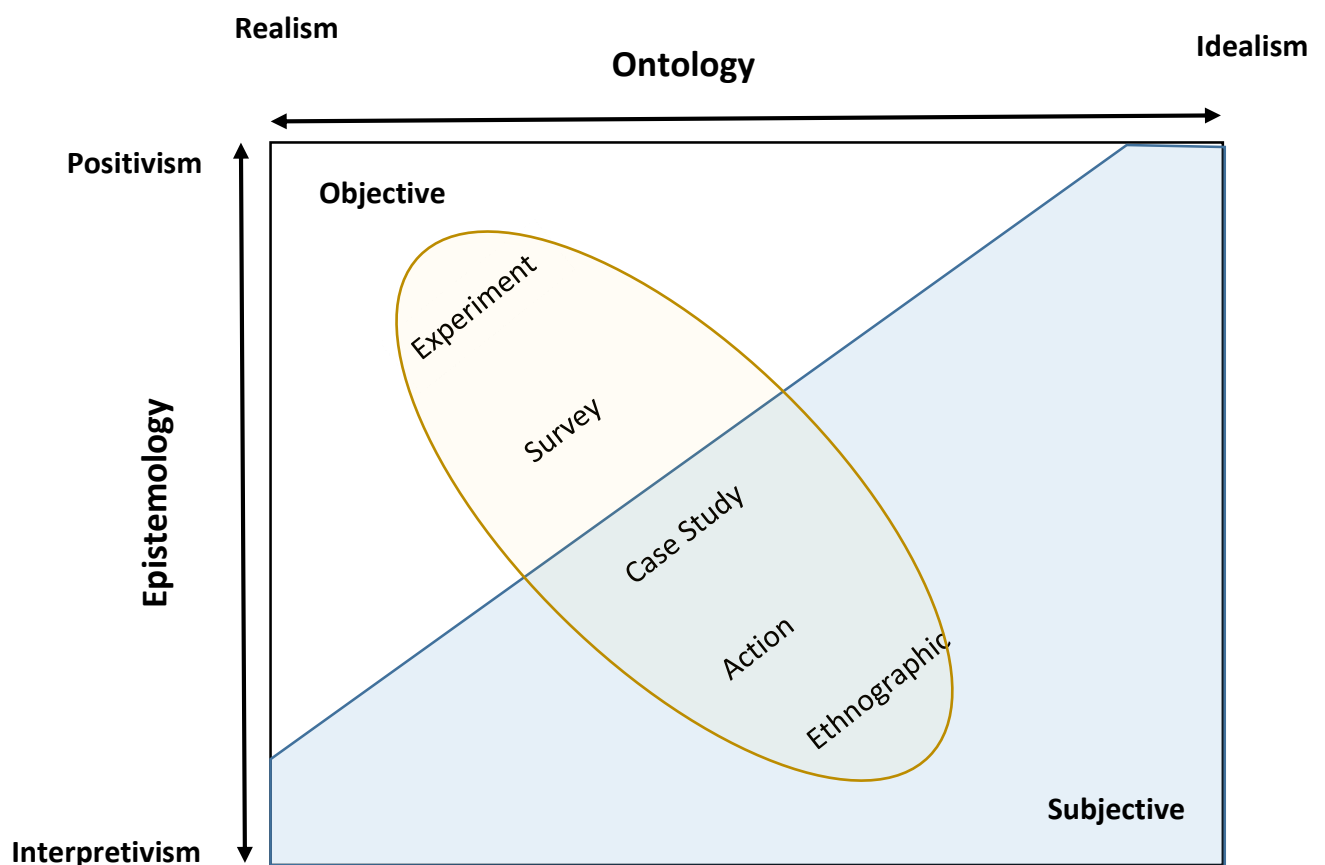 Realism
Idealism
Ontology
Positivism
Objective
Experiment
Survey
Epistemology
Case Study
Action
Ethnographic
Subjective
Interpretivism